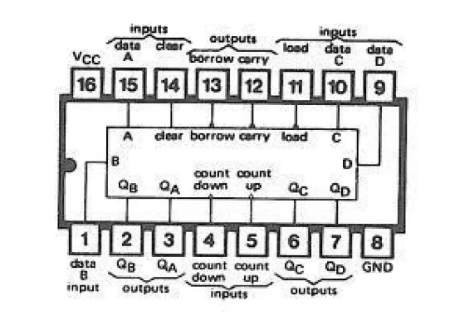 inputs outputs inputs
data A clear borrow carry load data C data D
VCC
16 15 14 13 12 11 10 9
A clear borrow carry load C
B D
QB QA count down count up QC QD
1 2 3 4 5 6 7 8
data B input QB QA count down count up QC QD GND
outputs inputs outputs